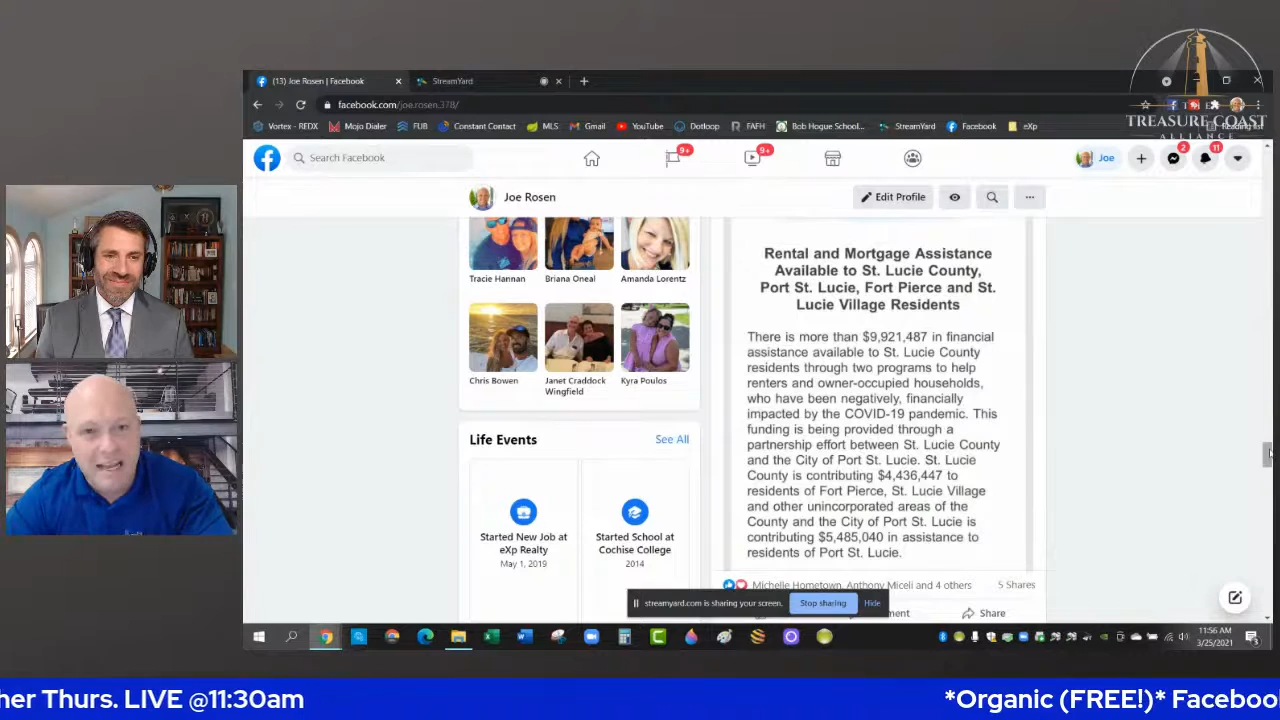 THE
TREASURE COAST
ALLIANCE
(13) Joe Rosen | Facebook
StreamYard
facebook.com/joe.rosen.378/
Vortex - REDX
Mojo Dialer
FUB
Constant Contact
MLS
Gmail
YouTube
Dotloop
FAFH
Bob Hogue School...
StreamYard
Facebook
eXp
Reading list
Search Facebook
9+
9+
Joe
2
11
Joe Rosen
Edit Profile
Tracie Hannan
Briana Oneal
Amanda Lorentz
Chris Bowen
Janet Craddock
Wingfield
Kyra Poulos
Life Events
See All
Started New Job at
eXp Realty
May 1, 2019
Started School at
Cochise College
2014
Rental and Mortgage Assistance
Available to St. Lucie County,
Port St. Lucie, Fort Pierce and St.
Lucie Village Residents
There is more than $9,921,487 in financial
assistance available to St. Lucie County
residents through two programs to help
renters and owner-occupied households,
who have been negatively, financially
impacted by the COVID-19 pandemic. This
funding is being provided through a
partnership effort between St. Lucie County
and the City of Port St. Lucie. St. Lucie
County is contributing $4,436,447 to
residents of Fort Pierce, St. Lucie Village
and other unincorporated areas of the
County and the City of Port St. Lucie is
contributing $5,485,040 in assistance to
residents of Port St. Lucie.
Michelle Hometown, Anthony Miceli and 4 others
5 Shares
streamyard.com is sharing your screen.
Stop sharing
Hide
mment
Share
11:56 AM
3/25/2021
her Thurs. LIVE @11:30am
*Organic (FREE!)* Faceboo